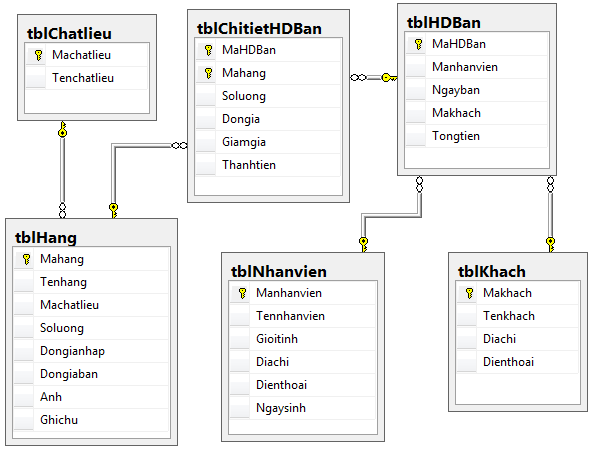 tblChatlieu
Machatlieu
Tenchatlieu
tblChitietHDBan
MaHDBan
Mahang
Soluong
Dongia
Giamgia
Thanhtien
tblHDBan
MaHDBan
Manhanvien
Ngayban
Makhach
Tongtien
tblHang
Mahang
Tenhang
Machatlieu
Soluong
Dongianhap
Dongiaban
Anh
Ghichu
tblNhanvien
Manhanvien
Tennhanvien
Gioitinh
Diachi
Dienthoai
Ngaysinh
tblKhach
Makhach
Tenkhach
Diachi
Dienthoai